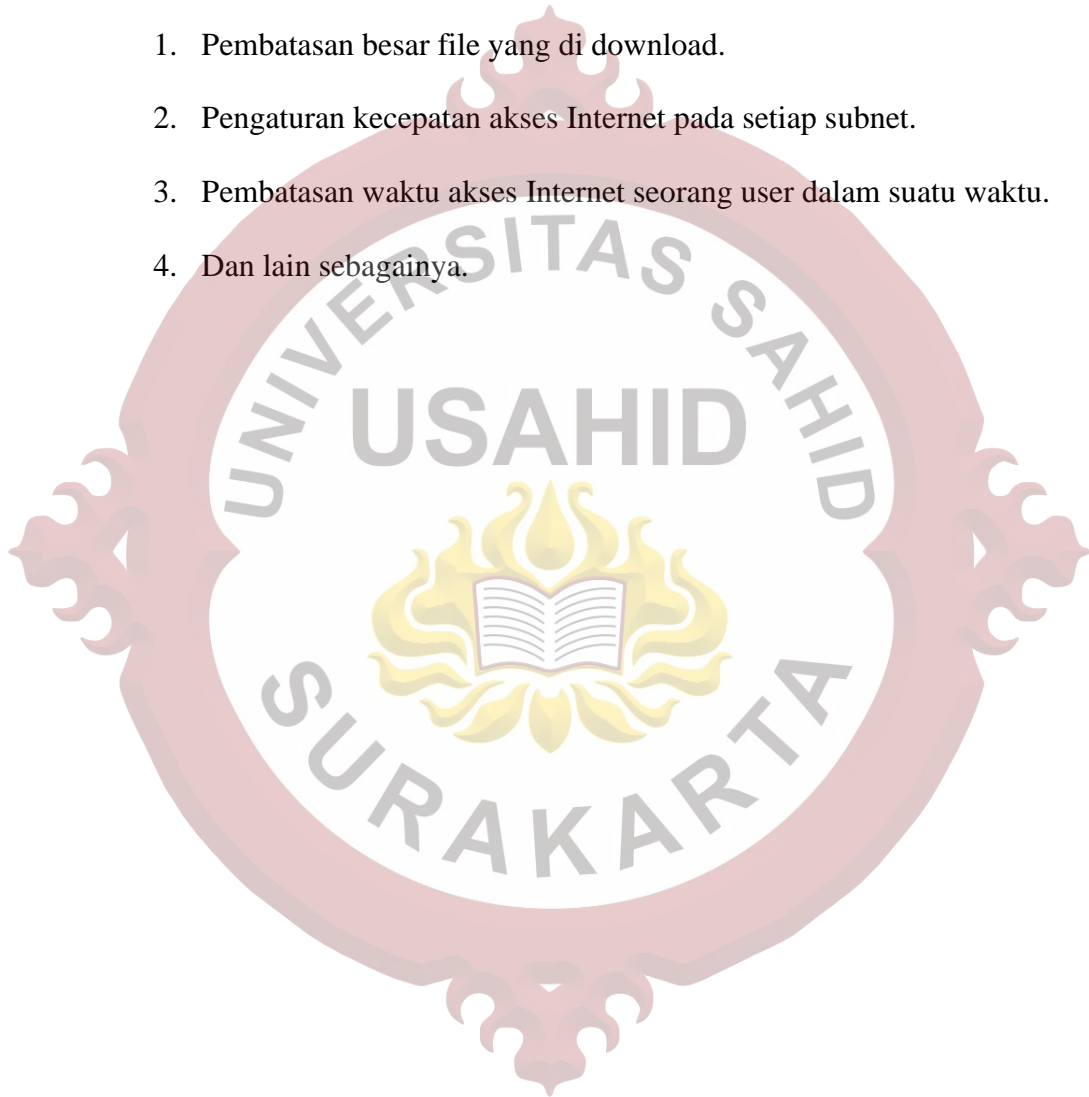 1. Pembatasan besar file yang di download.
2. Pengaturan kecepatan akses Internet pada setiap subnet.
3. Pembatasan waktu akses Internet seorang user dalam suatu waktu.
4. Dan lain sebagainya.
UNIVERSITAS SAHID
USAHID
SURAKARTA